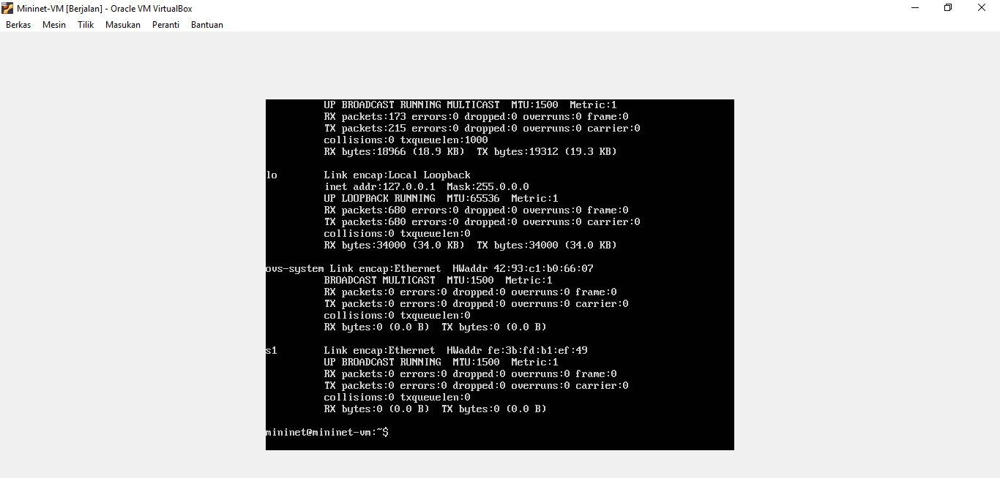 Mininet-VM [Berjalan] - Oracle VM VirtualBox
Berkas Mesin Tilik Masukan Peranti Bantuan
UP BROADCAST RUNNING MULTICAST  MTU:1500  Metric:1
RX packets:173 errors:0 dropped:0 overruns:0 frame:0
TX packets:215 errors:0 dropped:0 overruns:0 carrier:0
collisions:0 txqueuelen:1000
RX bytes:18966 (18.9 KB)  TX bytes:19312 (19.3 KB)
lo        Link encap:Local Loopback
inet addr:127.0.0.1  Mask:255.0.0.0
UP LOOPBACK RUNNING  MTU:65536  Metric:1
RX packets:680 errors:0 dropped:0 overruns:0 frame:0
TX packets:680 errors:0 dropped:0 overruns:0 carrier:0
collisions:0 txqueuelen:0
RX bytes:34000 (34.0 KB)  TX bytes:34000 (34.0 KB)
ovs-system Link encap:Ethernet  HWaddr 42:93:c1:b0:66:07
BROADCAST MULTICAST  MTU:1500  Metric:1
RX packets:0 errors:0 dropped:0 overruns:0 frame:0
TX packets:0 errors:0 dropped:0 overruns:0 carrier:0
collisions:0 txqueuelen:0
RX bytes:0 (0.0 B)  TX bytes:0 (0.0 B)
s1        Link encap:Ethernet  HWaddr fe:3b:fd:b1:ef:49
UP BROADCAST RUNNING  MTU:1500  Metric:1
RX packets:0 errors:0 dropped:0 overruns:0 frame:0
TX packets:0 errors:0 dropped:0 overruns:0 carrier:0
collisions:0 txqueuelen:0
RX bytes:0 (0.0 B)  TX bytes:0 (0.0 B)
mininet@mininet-vm:~$